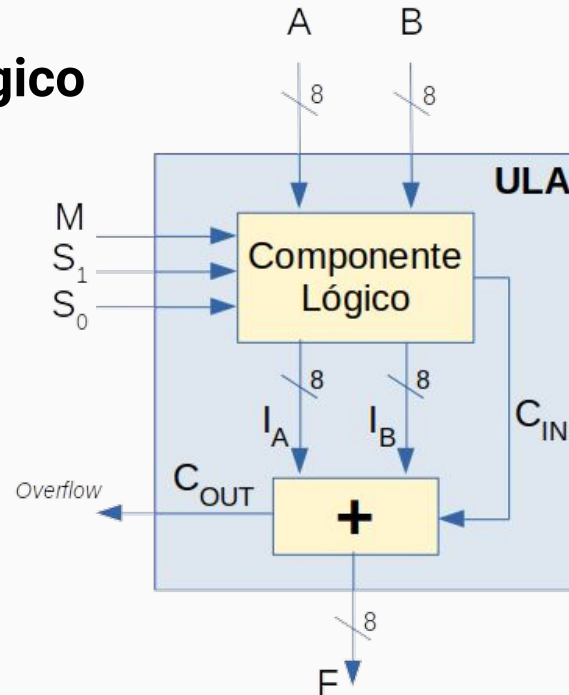 gico
A B
8 8
ULA
M
S1
S0
Componente
Lógico
8 8
IA IB
CIN
Overflow
COUT
+
8
F